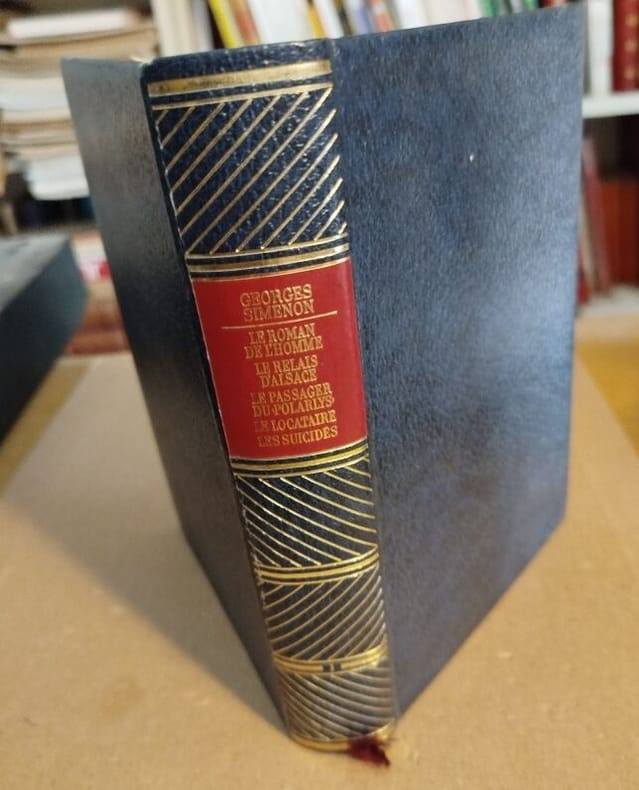 GEORGES
SIMENON
LE ROMAN
DE L'HOMME
LE RELAIS
D'ALSACE
LE PASSAGER
DU·POLARLYS
LE LOCATAIRE
LES SUICIDÉS